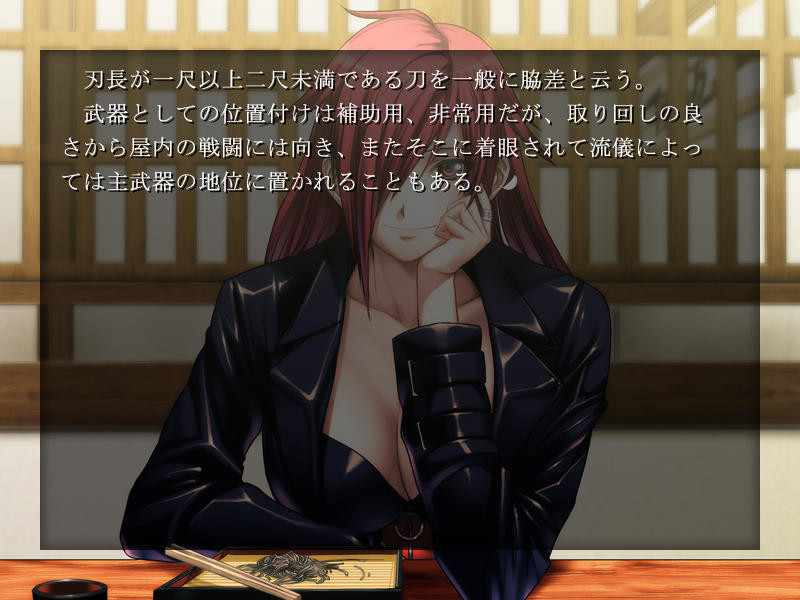 刃長が一尺以上二尺未満である刀を一般に脇差と云う。
武器としての位置付けは補助用、非常用だが、取り回しの良
さから屋内の戦闘には向き、またそこに着眼されて流儀によっ
ては主武器の地位に置かれることもある。